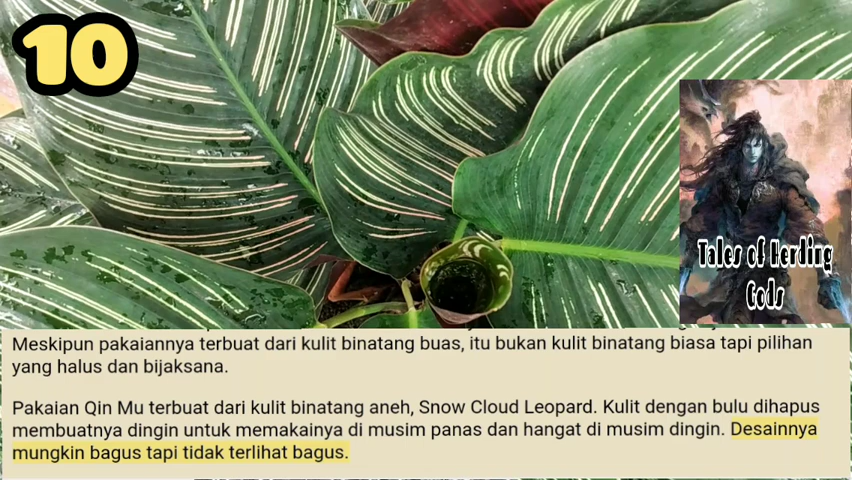 10
Tales of Herding
Gods
Meskipun pakaiannya terbuat dari kulit binatang buas, itu bukan kulit binatang biasa tapi pilihan
yang halus dan bijaksana.
Pakaian Qin Mu terbuat dari kulit binatang aneh, Snow Cloud Leopard. Kulit dengan bulu dihapus
membuatnya dingin untuk memakainya di musim panas dan hangat di musim dingin. Desainnya
mungkin bagus tapi tidak terlihat bagus.